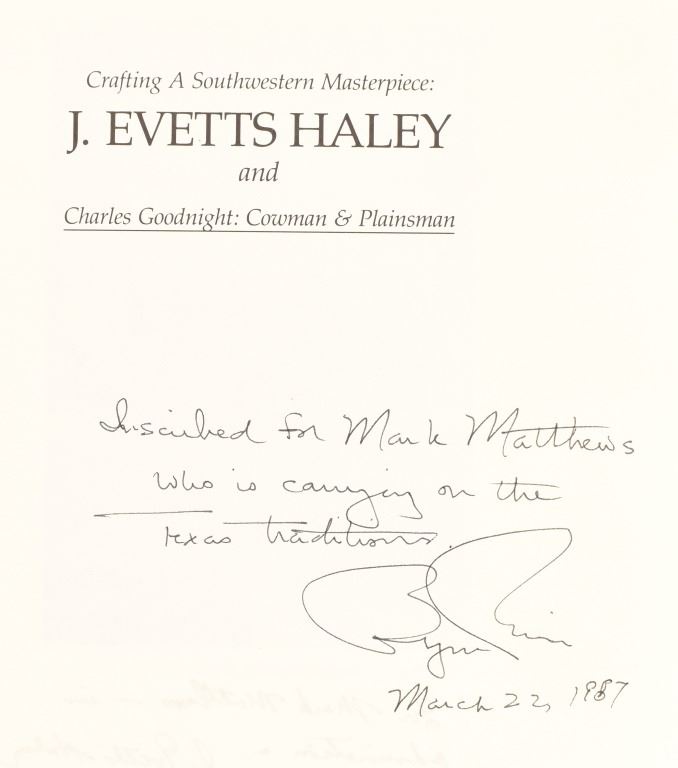 Crafting A Southwestern Masterpiece:
J. EVETTS HALEY
and
Charles Goodnight: Cowman & Plainsman
Inscribed for Mark Matthews
who is carrying on the
Texas traditions.
March 22, 1987